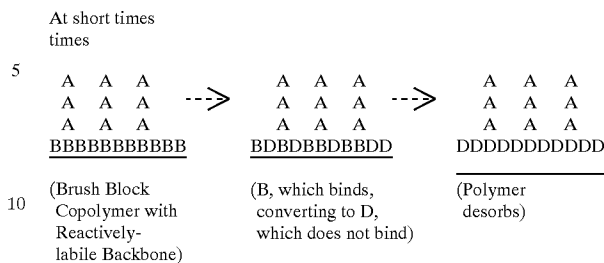 At short times
times
5
A A A A A A A A A
A A A A A A A A A
A A A A A A A A A
BBBBBBBBBBB BDBDBBDBBDD DDDDDDDDDDD
10
(Brush Block
Copolymer with
Reactively-
labile Backbone)
(B, which binds,
converting to D,
which does not bind)
(Polymer
desorbs)